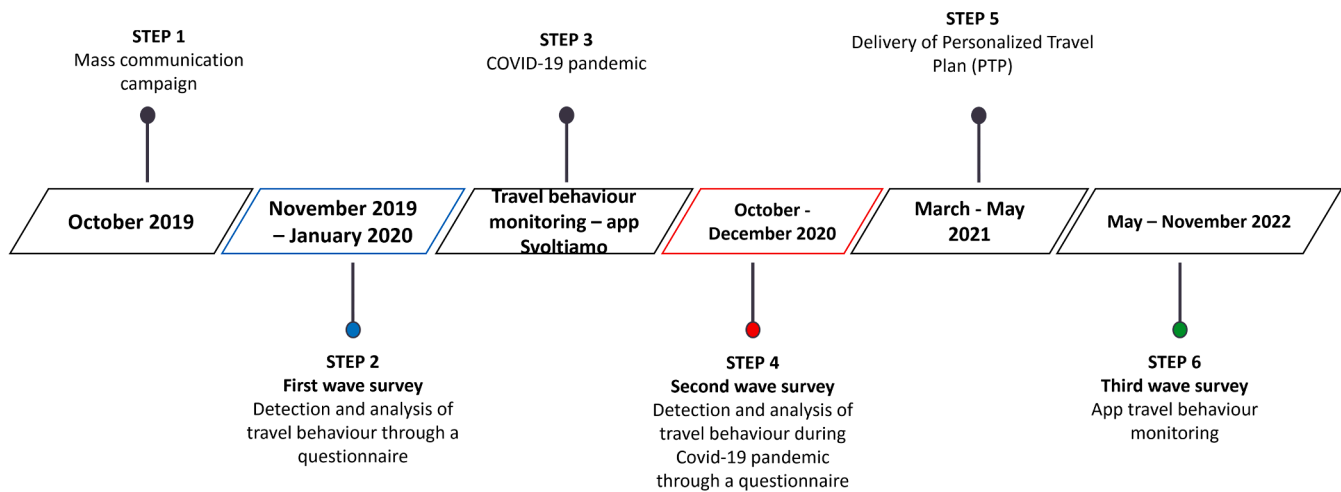 STEP 1
Mass communication
campaign
STEP 3
COVID-19 pandemic
STEP 5
Delivery of Personalized Travel
Plan (PTP)
October 2019
November 2019
– January 2020
Travel behaviour
monitoring – app
Svoltiamo
October -
December 2020
March - May
2021
May – November 2022
STEP 2
First wave survey
Detection and analysis of
travel behaviour through a
questionnaire
STEP 4
Second wave survey
Detection and analysis of
travel behaviour during
Covid-19 pandemic
through a questionnaire
STEP 6
Third wave survey
App travel behaviour
monitoring